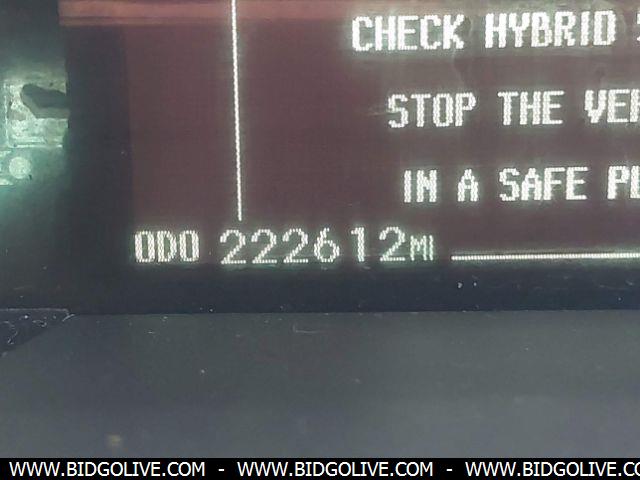 CHECK HYBRID
STOP THE
IN A SAFE
ODO 222612MI
WWW.BIDGOLIVE.COM - WWW.BIDGOLIVE.COM - WWW.BIDGOLIVE.COM